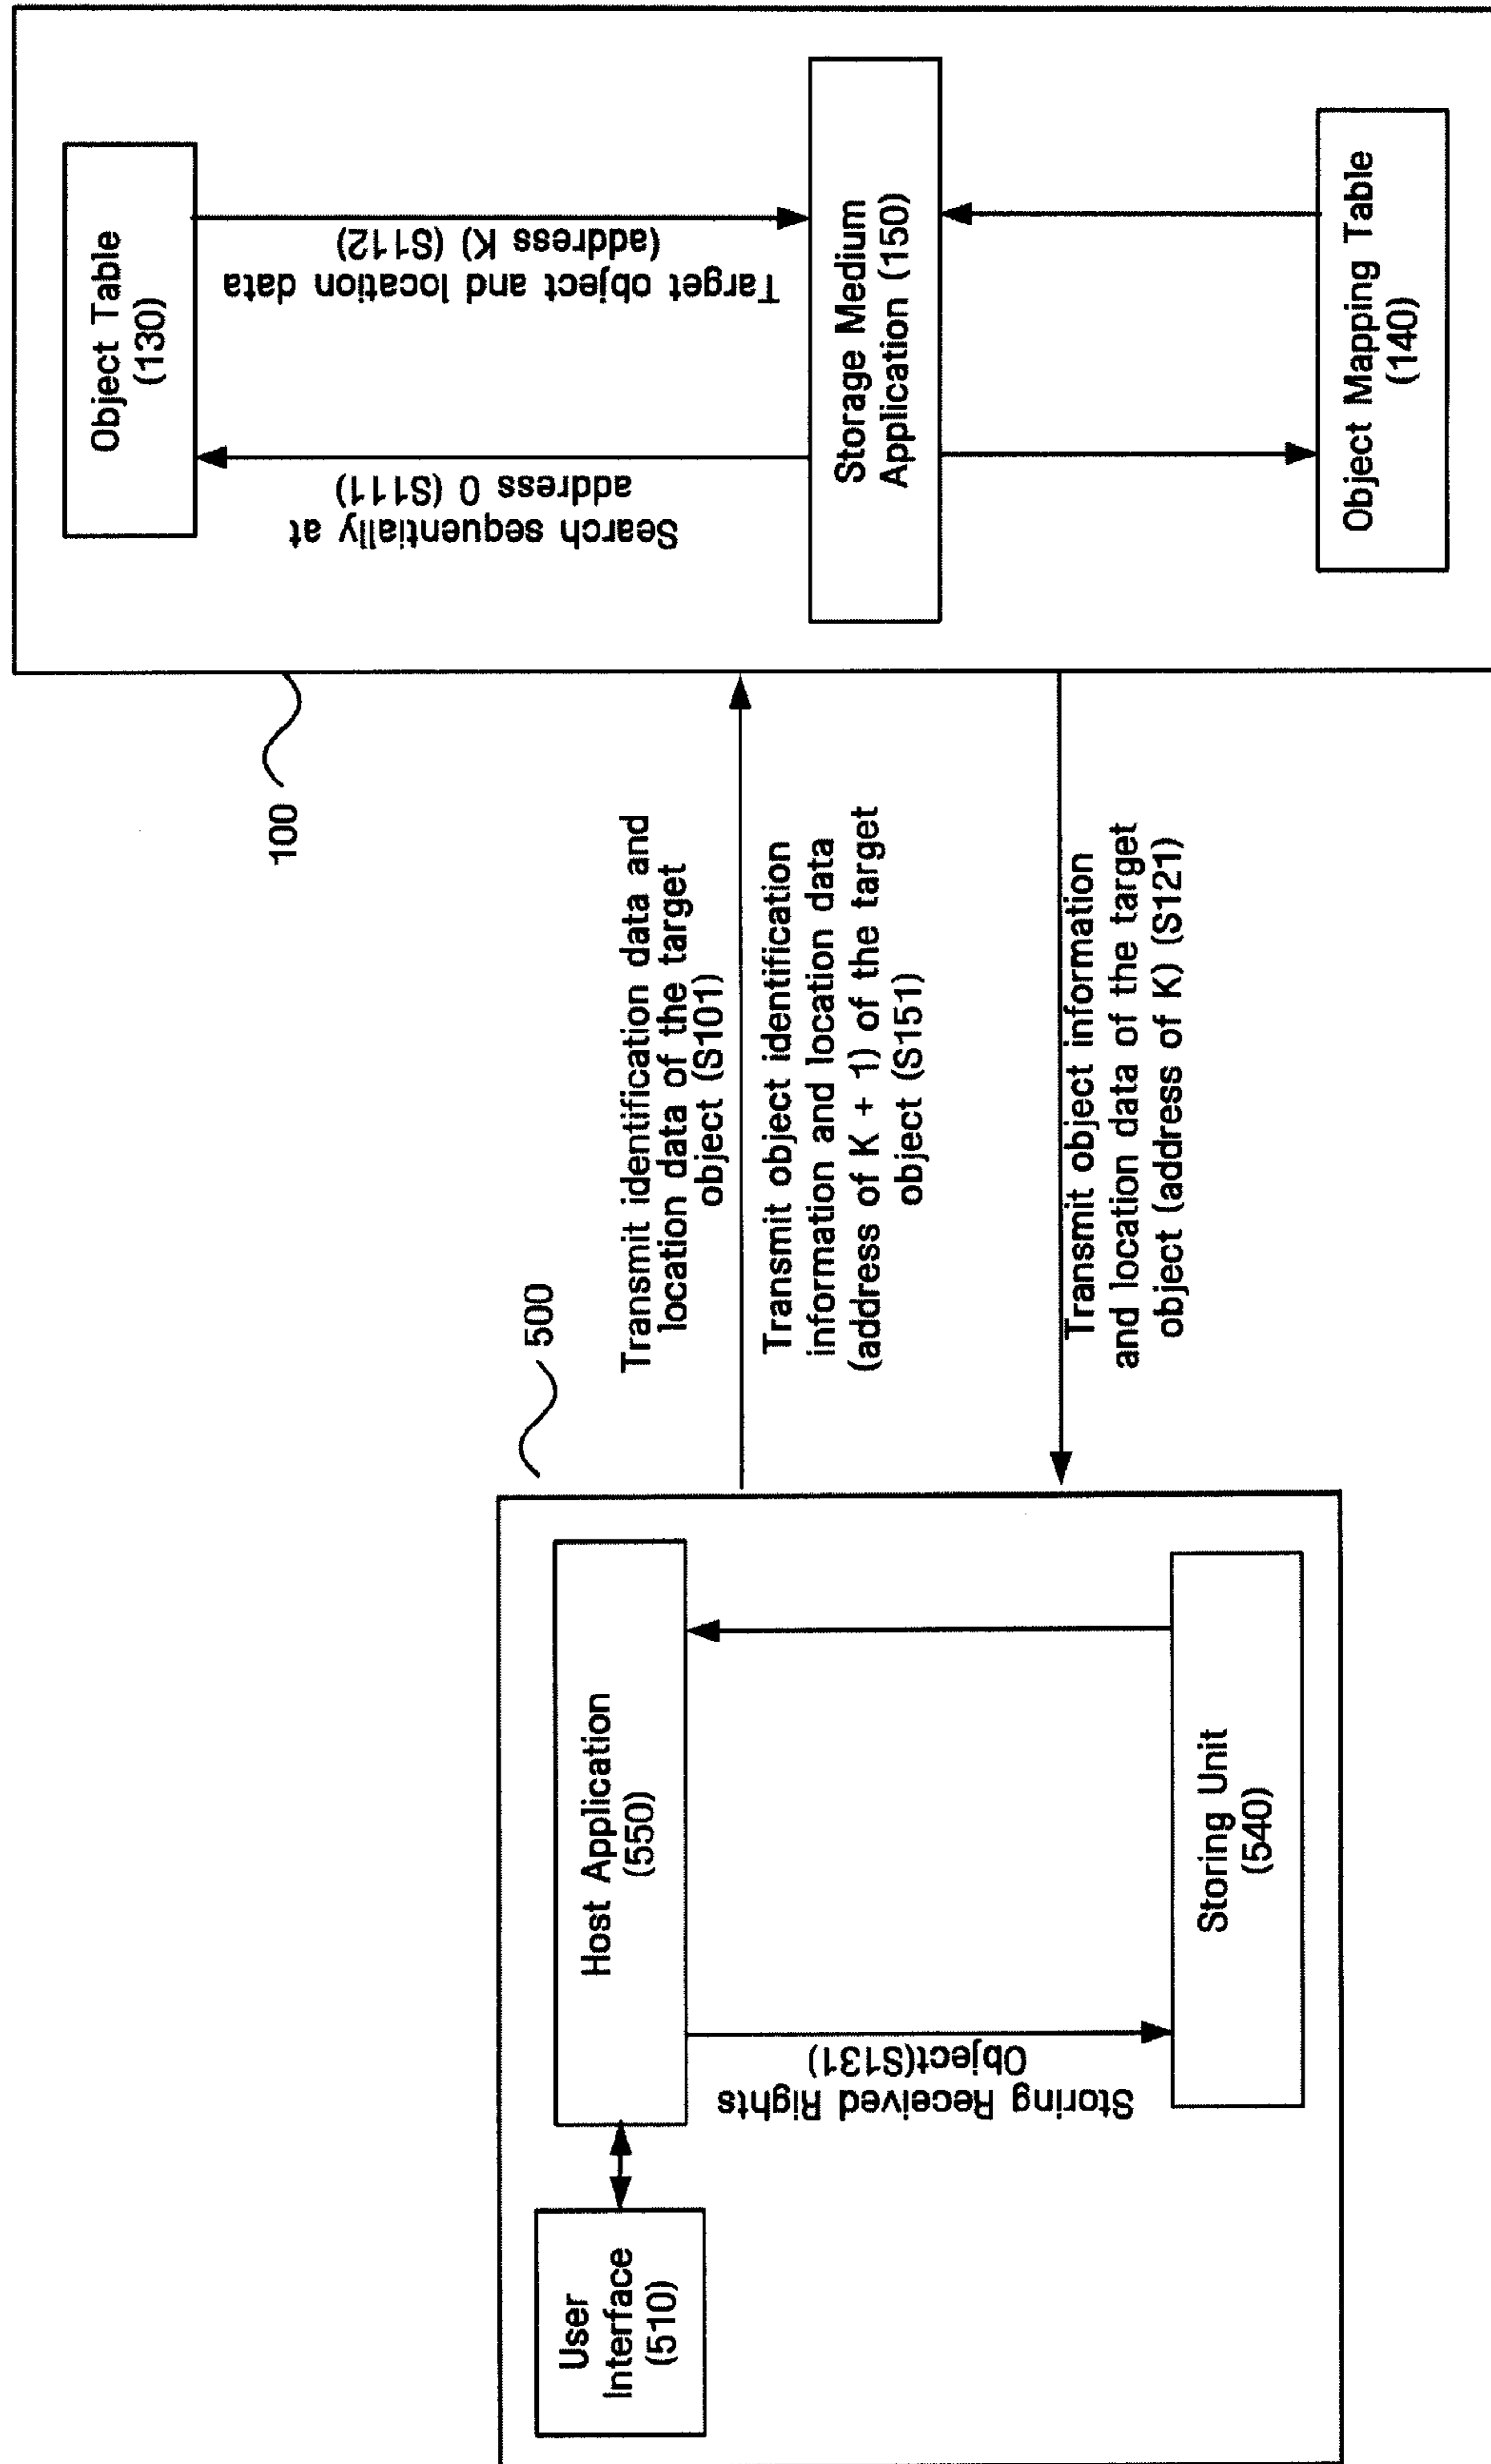 500
User
Interface
(510)
Host Application
(550)
Storing Received Rights
Object(S131)
Storing Unit
(540)
Transmit identification data and
location data of the target
object (S101)
Transmit object identification
information and location data
(address of K + 1) of the target
object (S151)
Transmit object information
and location data of the target
object (address of K) (S121)
100
Object Table
(130)
Search sequentially at
address 0 (S111)
Target object and location data
(address K) (S112)
Storage Medium
Application (150)
Object Mapping Table
(140)